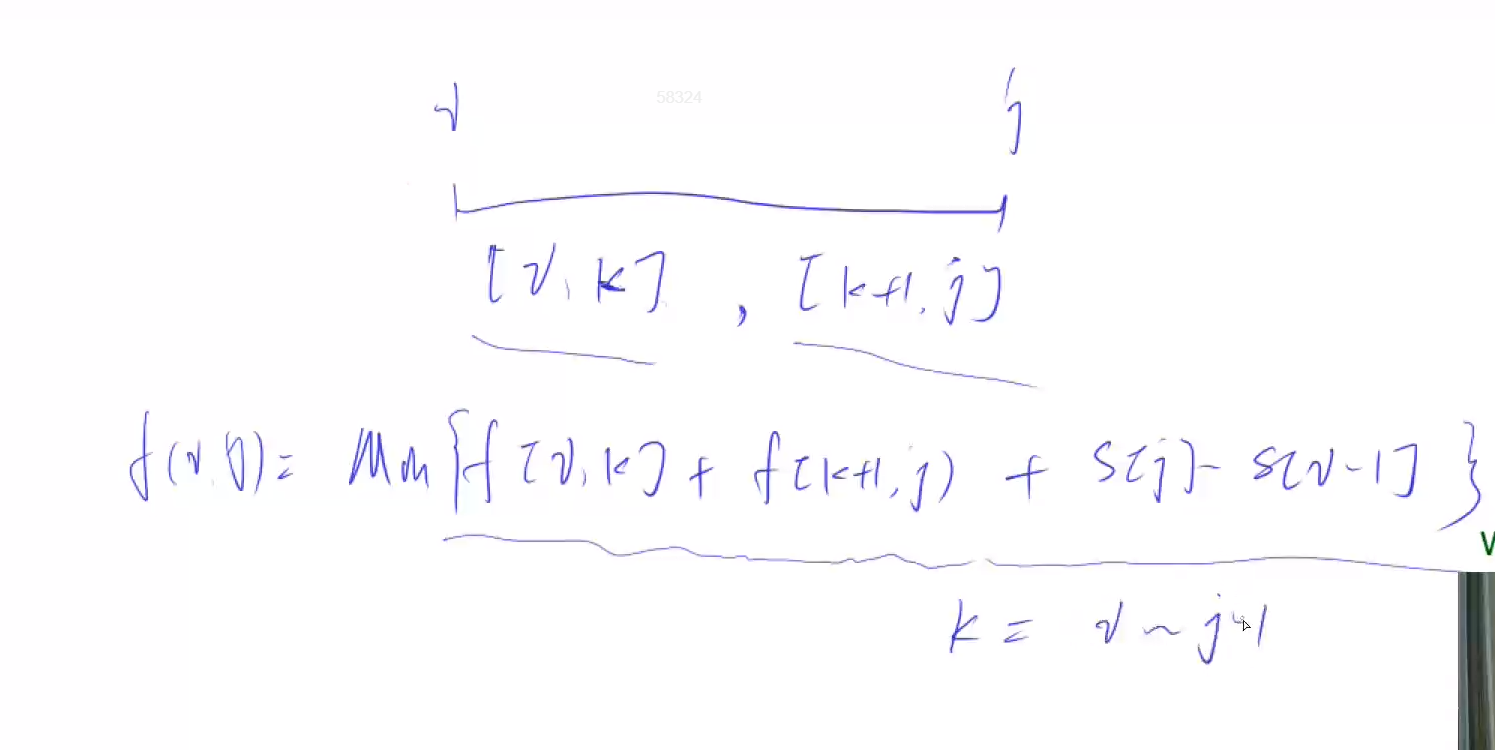 i j
58324
[i, k] , [k+1, j]
f(i, j) = Min{f[i, k] + f[k+1, j) + S[j] - S[i-1] }
k = i ~ j-1